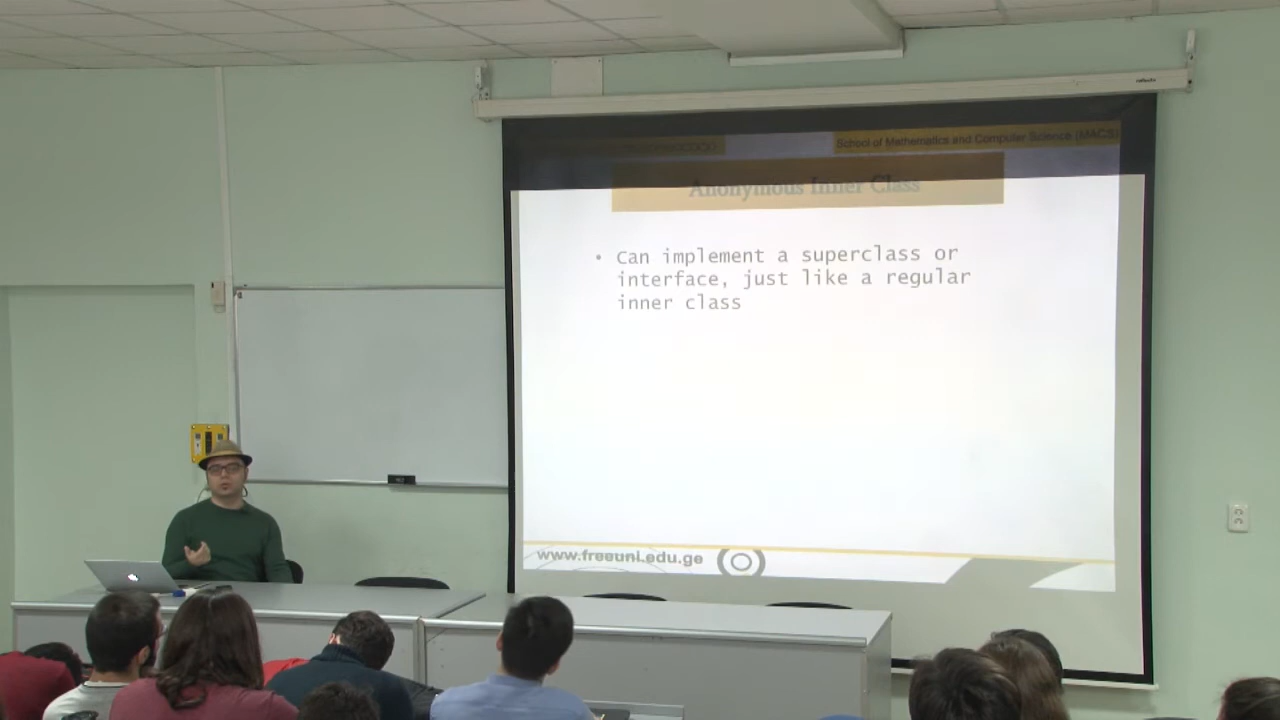 School of Mathematics and Computer Science (MACS)
Anonymous Inner Class
• Can implement a superclass or
interface, just like a regular
inner class
www.freeuni.edu.ge